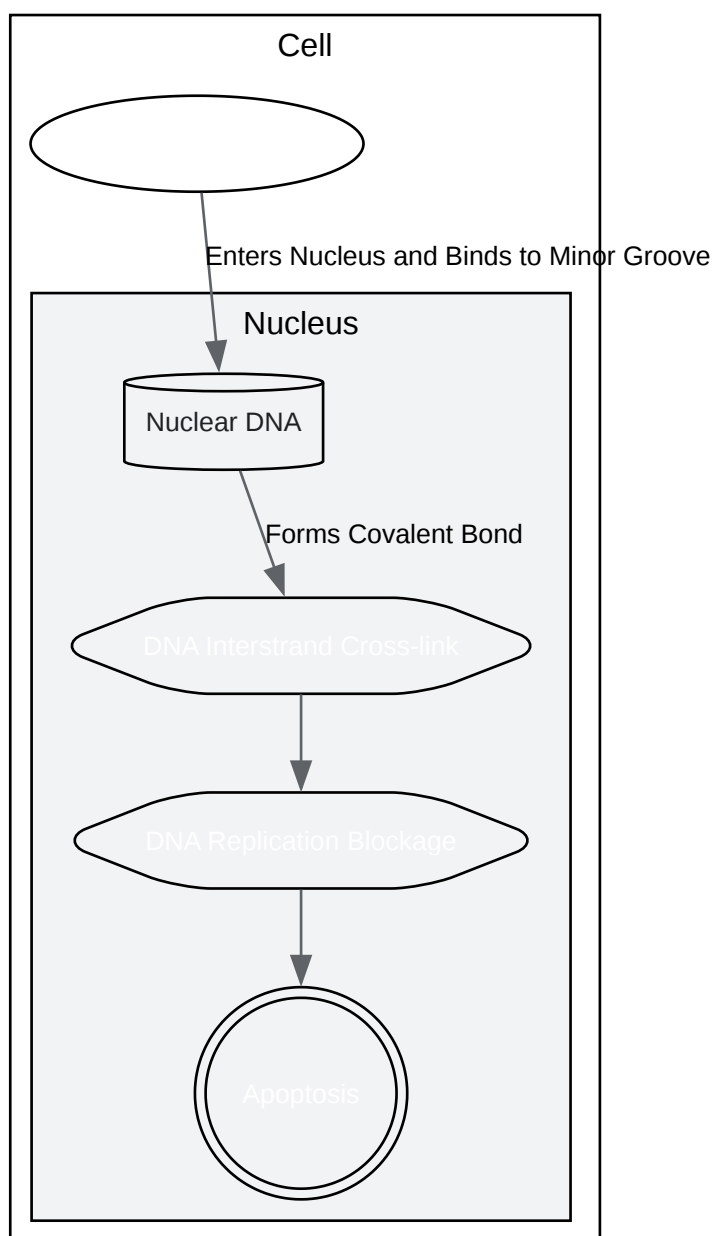 Cell
Enters Nucleus and Binds to Minor Groove
Nucleus
Nuclear DNA
Forms Covalent Bond
DNA Interstrand Cross-link
DNA Replication Blockage
Apoptosis